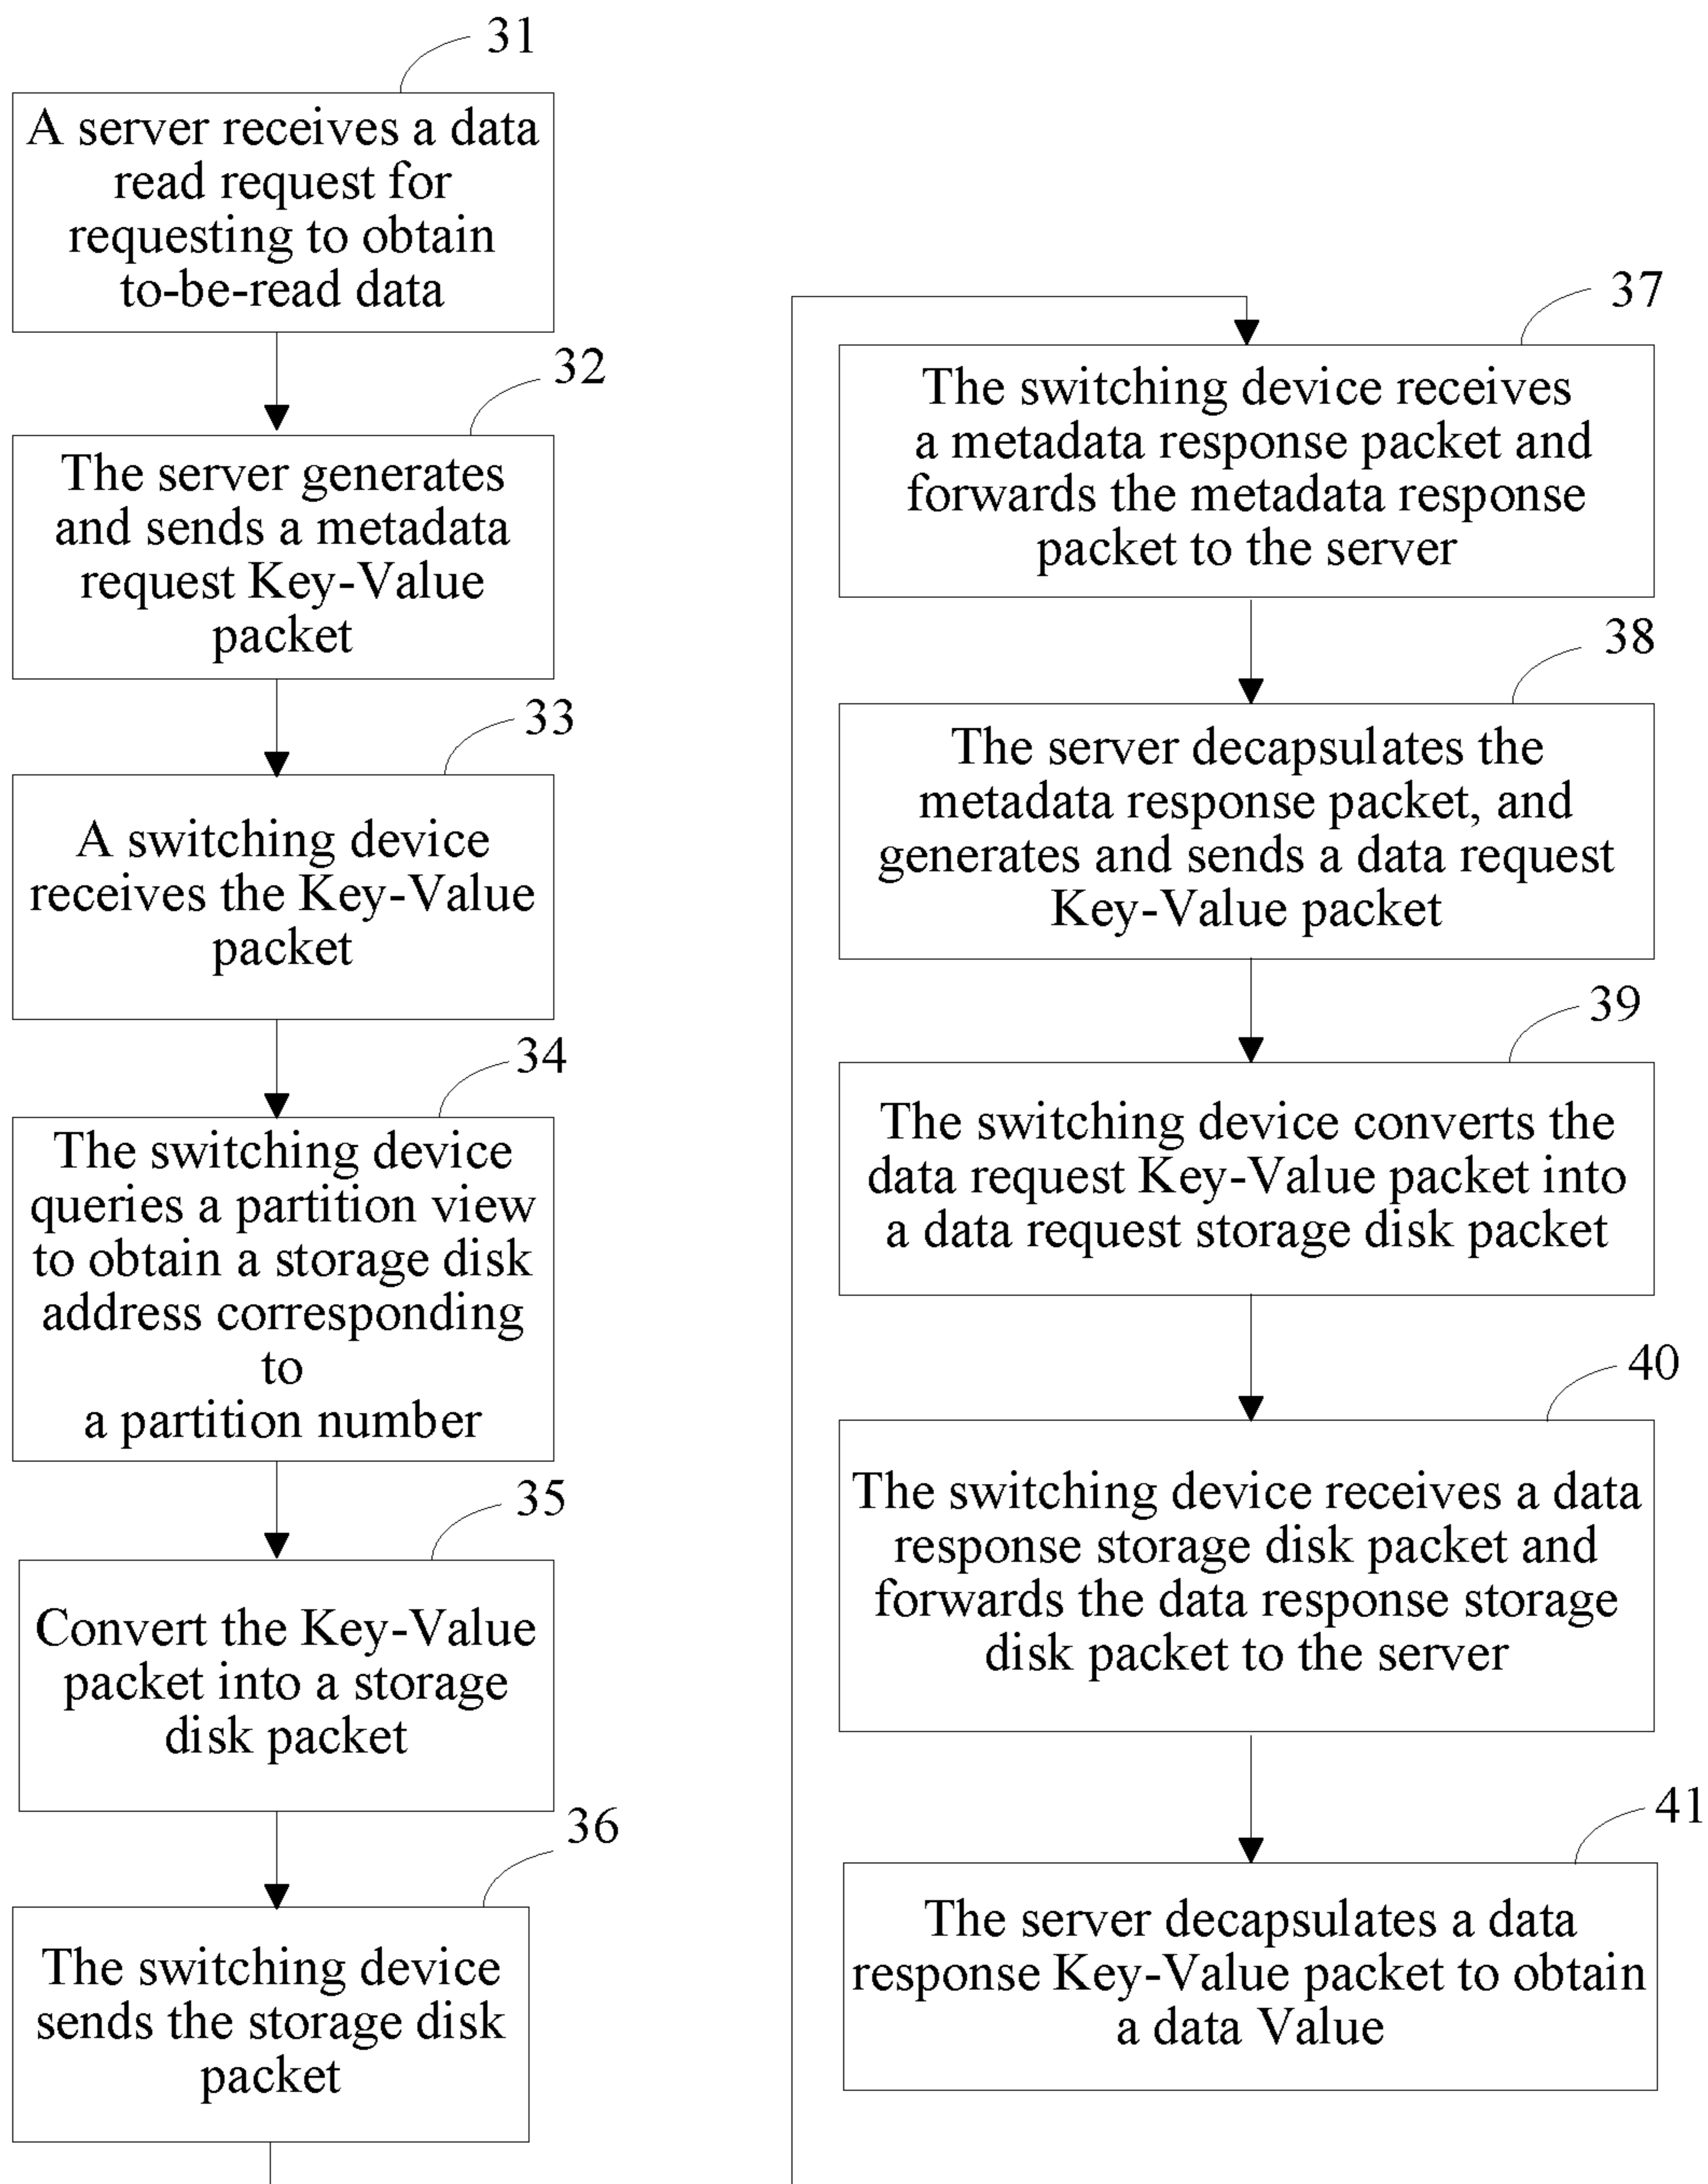 31
A server receives a data
read request for
requesting to obtain
to-be-read data
32
The server generates
and sends a metadata
request Key-Value
packet
33
A switching device
receives the Key-Value
packet
34
The switching device
queries a partition view
to obtain a storage disk
address corresponding
to
a partition number
35
Convert the Key-Value
packet into a storage
disk packet
36
The switching device
sends the storage disk
packet
37
The switching device receives
a metadata response packet and
forwards the metadata response
packet to the server
38
The server decapsulates the
metadata response packet, and
generates and sends a data request
Key-Value packet
39
The switching device converts the
data request Key-Value packet into
a data request storage disk packet
40
The switching device receives a data
response storage disk packet and
forwards the data response storage
disk packet to the server
41
The server decapsulates a data
response Key-Value packet to obtain
a data Value